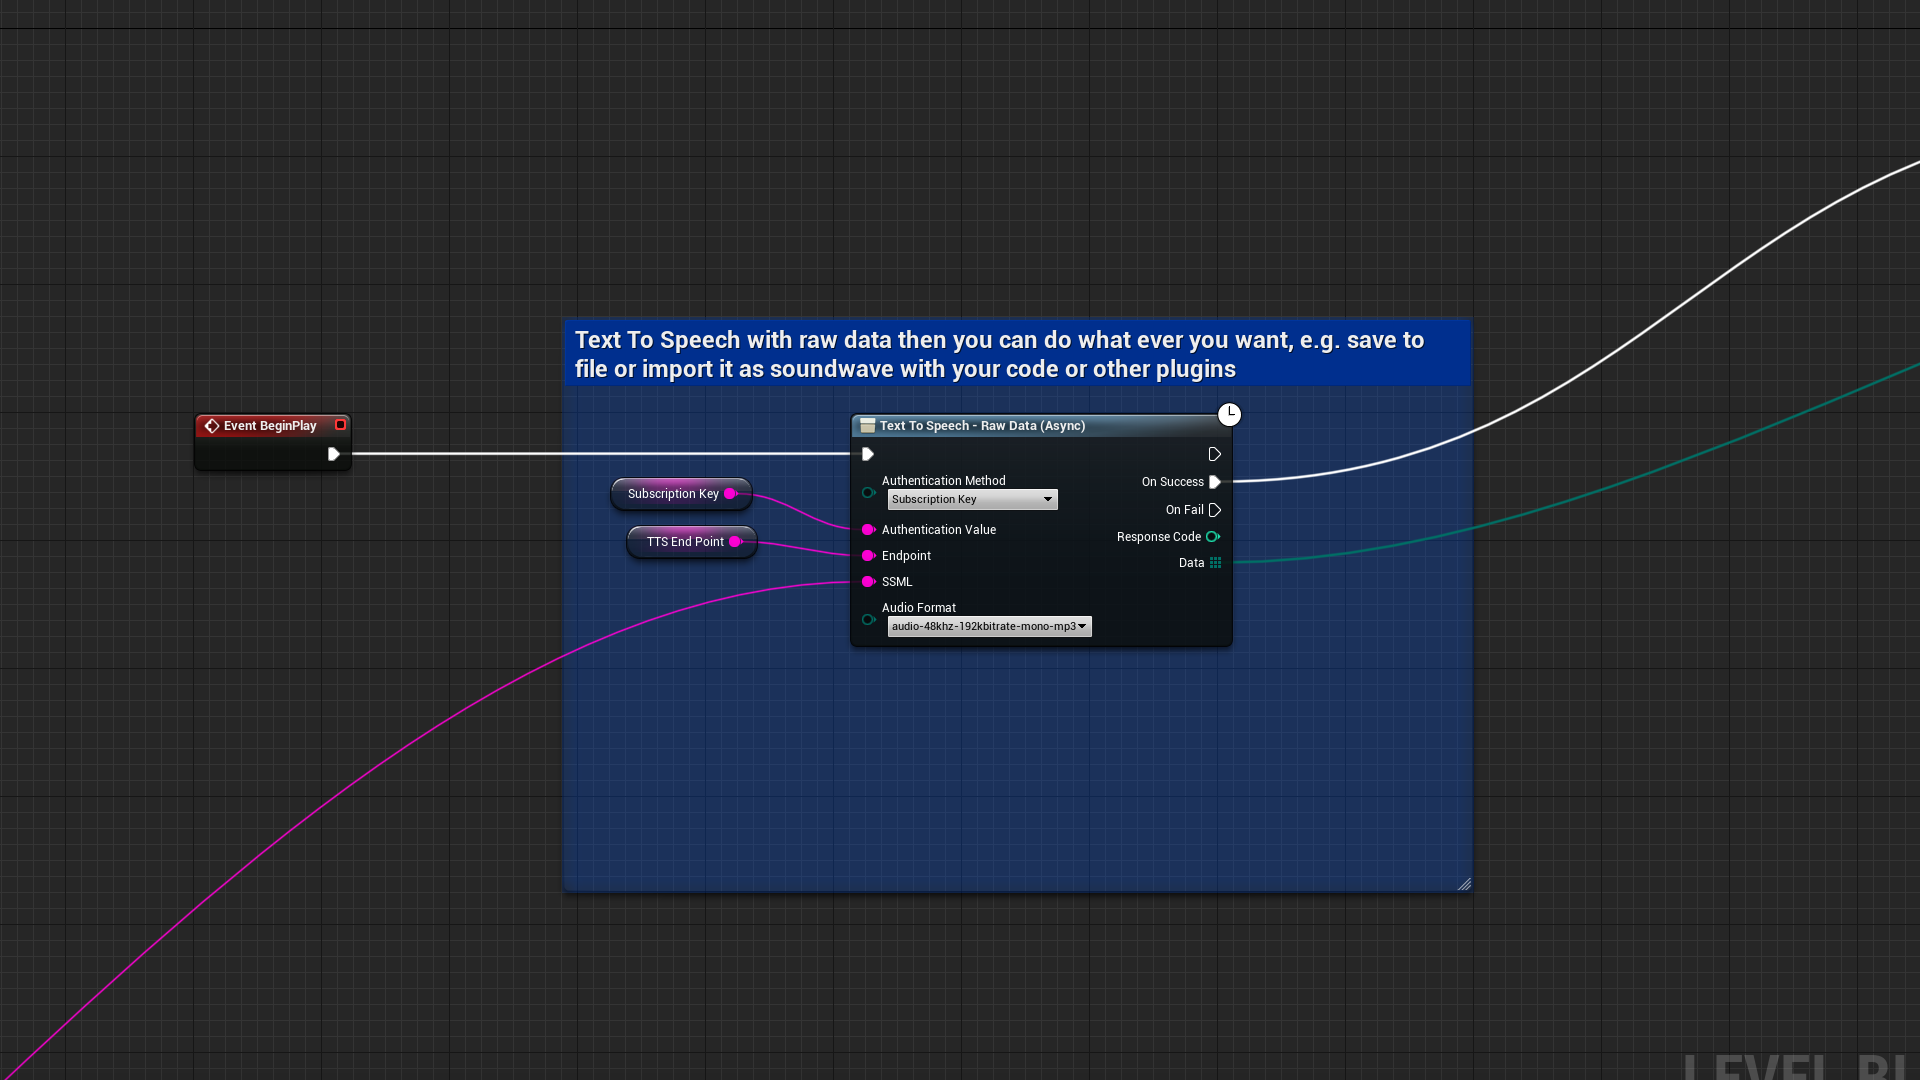 Text To Speech with raw data then you can do what ever you want, e.g. save to
file or import it as soundwave with your code or other plugins
Event BeginPlay
Text To Speech - Raw Data (Async)
Subscription Key
TTS End Point
Authentication Method
Subscription Key
Authentication Value
Endpoint
SSML
Audio Format
audio-48khz-192kbitrate-mono-mp3
On Success
On Fail
Response Code
Data
LEVEL